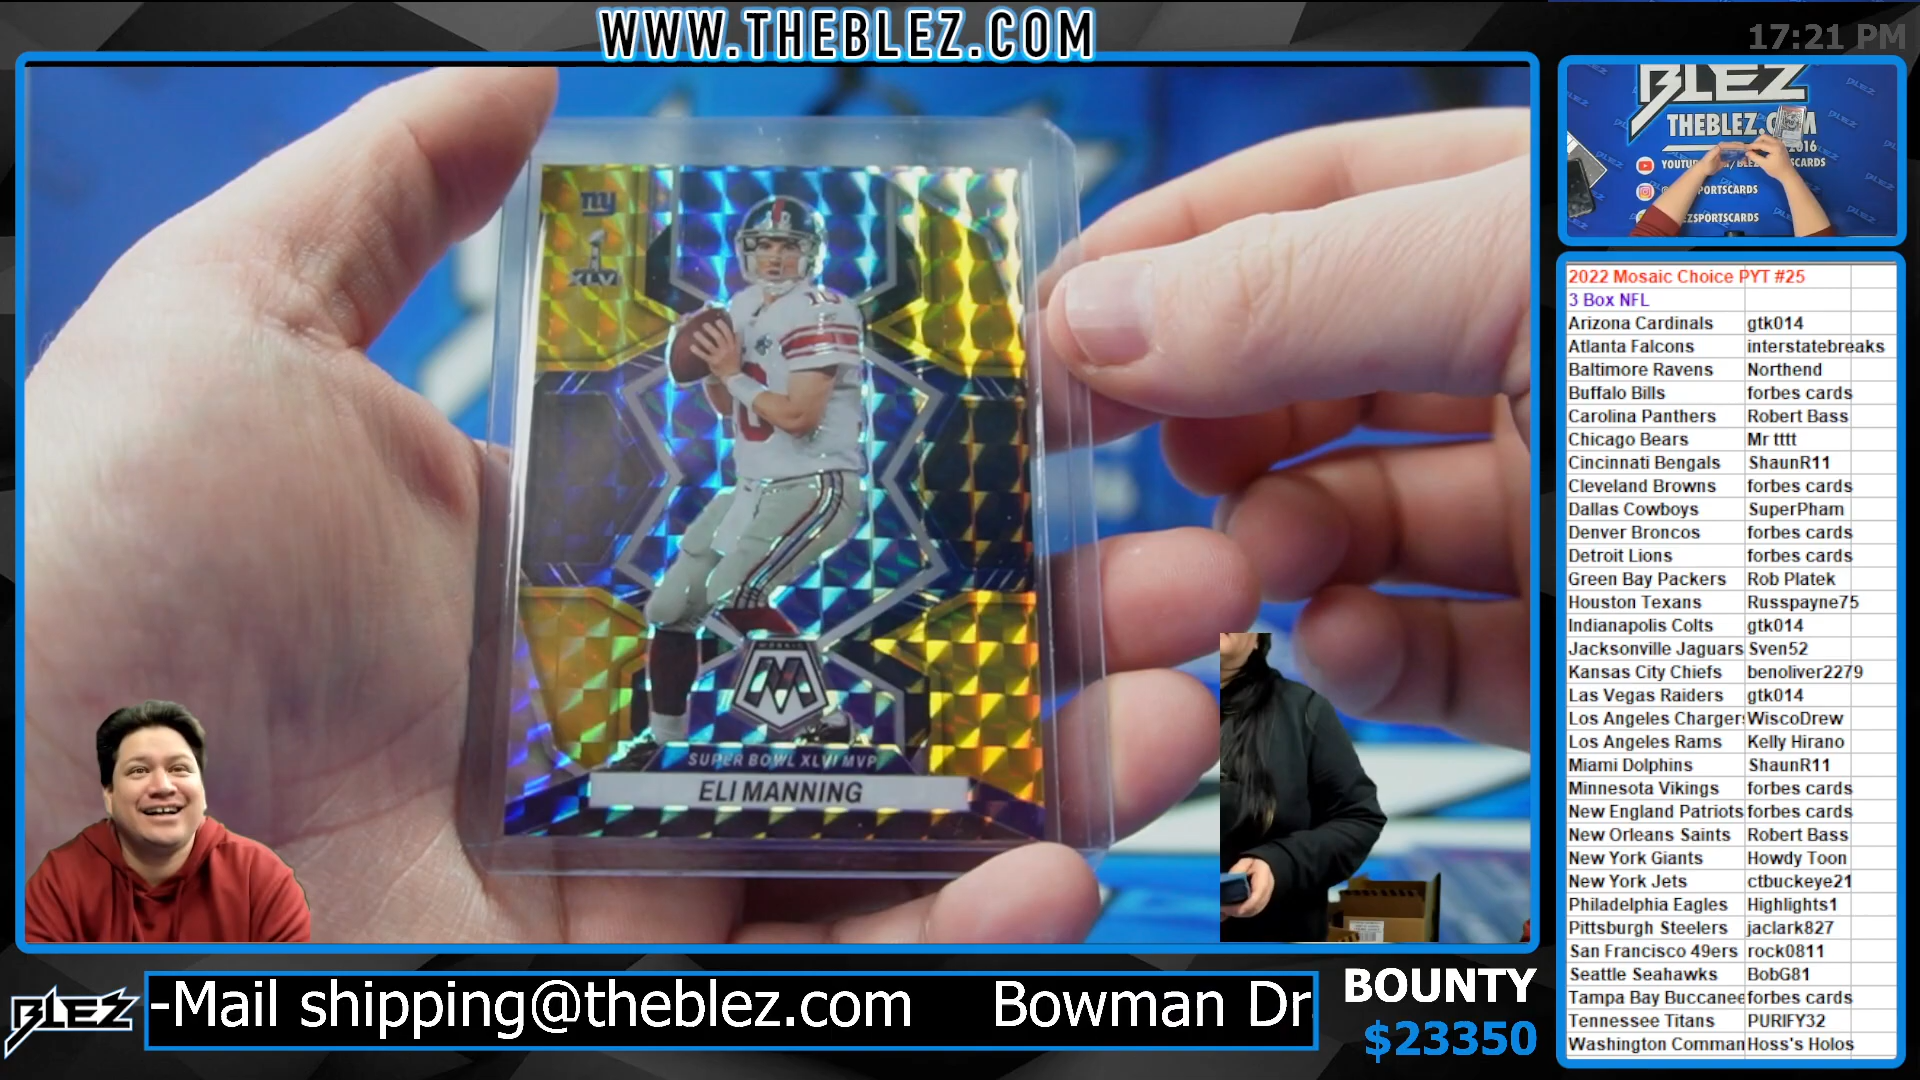 WWW.THEBLEZ.COM
17:21 PM
BLEZ
THEBLEZ.COM
2016
ny
XLVI
10
SUPER BOWL XLVI MVP
ELI MANNING
MOSAIC
M
2022 Mosaic Choice PYT #25
3 Box NFL
Arizona Cardinals gtk014
Atlanta Falcons interstatebreaks
Baltimore Ravens Northend
Buffalo Bills forbes cards
Carolina Panthers Robert Bass
Chicago Bears Mr tttt
Cincinnati Bengals ShaunR11
Cleveland Browns forbes cards
Dallas Cowboys SuperPham
Denver Broncos forbes cards
Detroit Lions forbes cards
Green Bay Packers Rob Platek
Houston Texans Russpayne75
Indianapolis Colts gtk014
Jacksonville Jaguars Sven52
Kansas City Chiefs benoliver2279
Las Vegas Raiders gtk014
Los Angeles Chargers WiscoDrew
Los Angeles Rams Kelly Hirano
Miami Dolphins ShaunR11
Minnesota Vikings forbes cards
New England Patriots forbes cards
New Orleans Saints Robert Bass
New York Giants Howdy Toon
New York Jets ctbuckeye21
Philadelphia Eagles Highlights1
Pittsburgh Steelers jaclark827
San Francisco 49ers rock0811
Seattle Seahawks BobG81
Tampa Bay Buccanee forbes cards
Tennessee Titans PURIFY32
Washington Comman Hoss's Holos
BLEZ
-Mail shipping@theblez.com Bowman Dr
BOUNTY
$23350